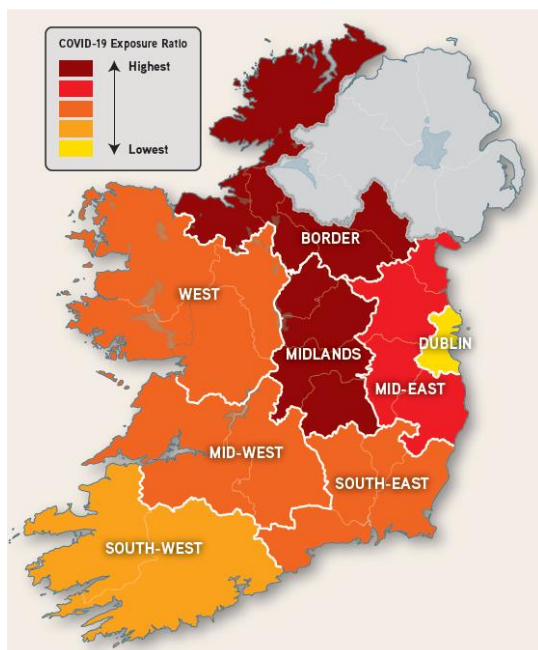 COVID-19 Exposure Ratio
Highest
Lowest
BORDER
WEST
MIDLANDS
DUBLIN
MID-EAST
MID-WEST
SOUTH-EAST
SOUTH-WEST